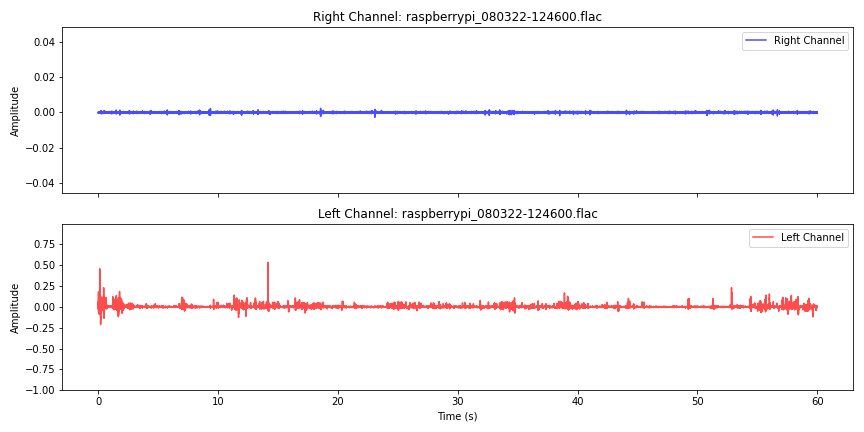 Right Channel: raspberrypi_080322-124600.flac
Right Channel
Amplitude
0.04
0.02
0.00
−0.02
−0.04
Left Channel: raspberrypi_080322-124600.flac
Left Channel
Amplitude
0.75
0.50
0.25
0.00
−0.25
−0.50
−0.75
−1.00
0 10 20 30 40 50 60
Time (s)